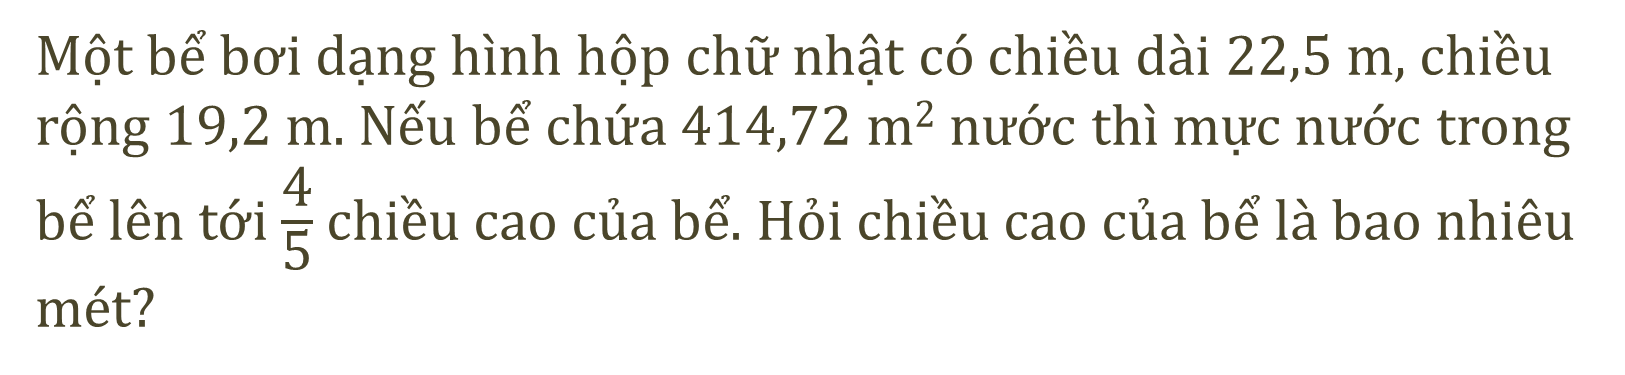 Một bể bơi dạng hình hộp chữ nhật có chiều dài 22,5 m, chiều
rộng 19,2 m. Nếu bể chứa 414,72 m² nước thì mực nước trong
bể lên tới 4/5 chiều cao của bể. Hỏi chiều cao của bể là bao nhiêu
mét?